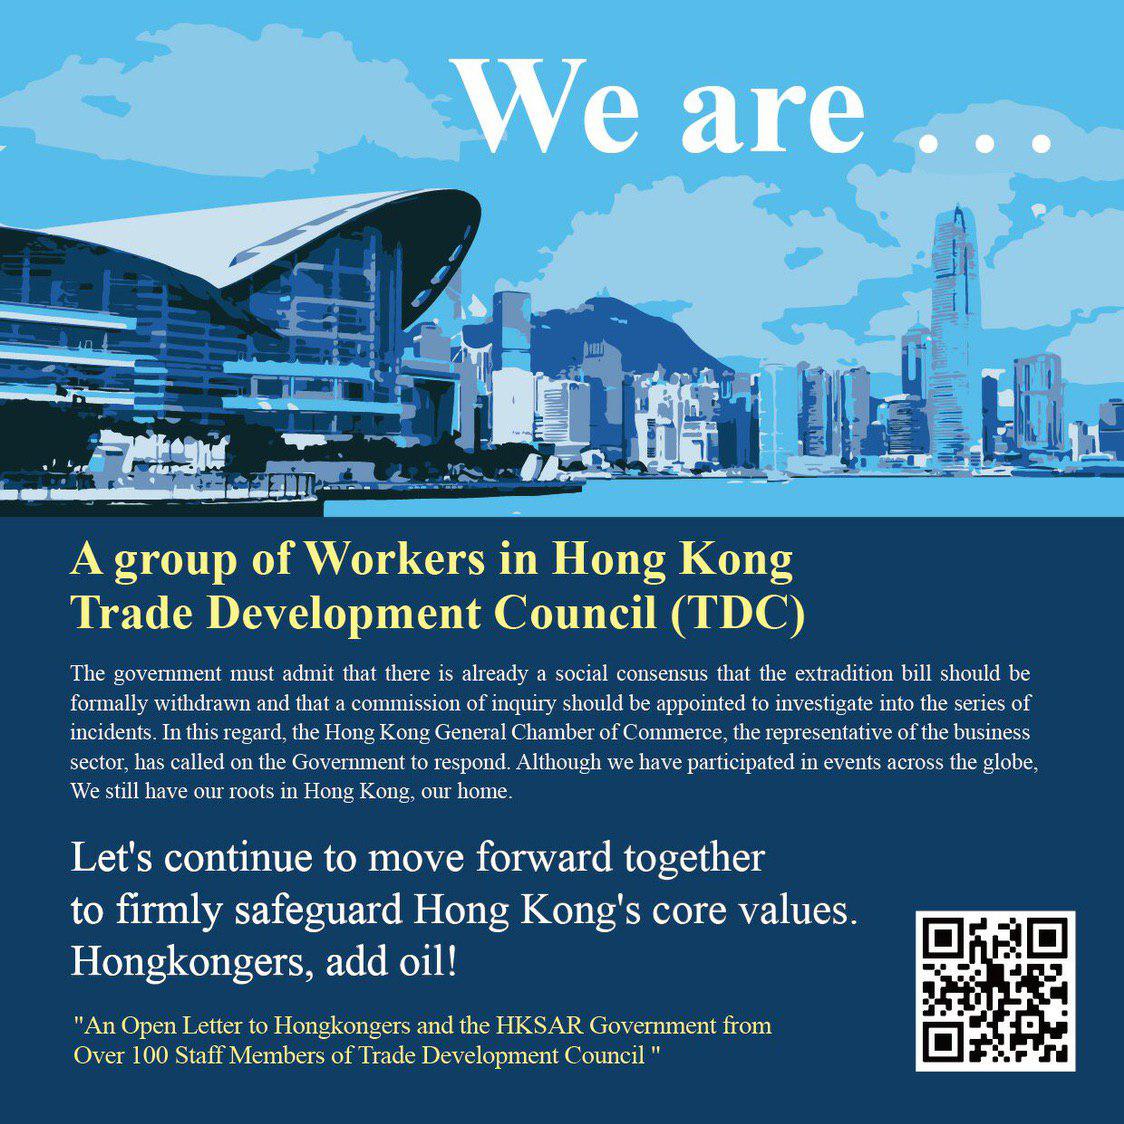 We are . . .
A group of Workers in Hong Kong
Trade Development Council (TDC)
The government must admit that there is already a social consensus that the extradition bill should be
formally withdrawn and that a commission of inquiry should be appointed to investigate into the series of
incidents. In this regard, the Hong Kong General Chamber of Commerce, the representative of the business
sector, has called on the Government to respond. Although we have participated in events across the globe,
We still have our roots in Hong Kong, our home.
Let's continue to move forward together
to firmly safeguard Hong Kong's core values.
Hongkongers, add oil!
"An Open Letter to Hongkongers and the HKSAR Government from
Over 100 Staff Members of Trade Development Council "